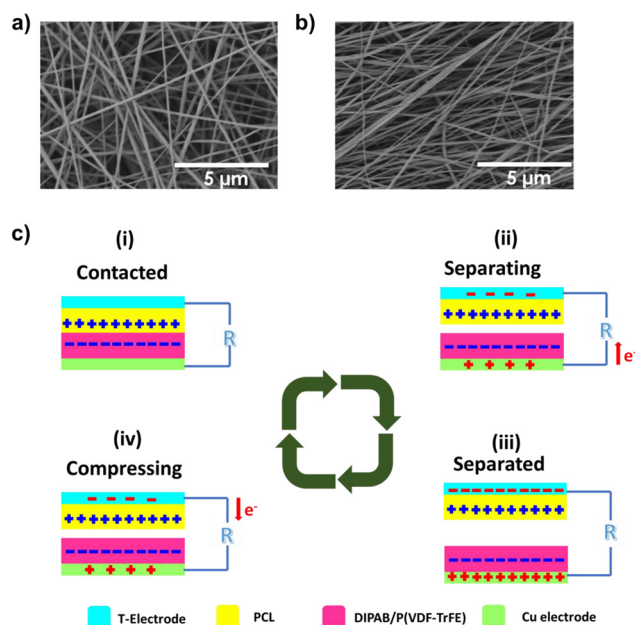 a)
b)
5 µm
5 µm
c)
(i)
Contacted
+++++++++
R
(ii)
Separating
- - - -
+++++++++
R
e-
+ + + +
(iv)
Compressing
- - - -
+++++++++
e-
R
+ + + +
(iii)
Separated
+++++++++
R
+++++++++
T-Electrode
PCL
DIPAB/P(VDF-TrFE)
Cu electrode